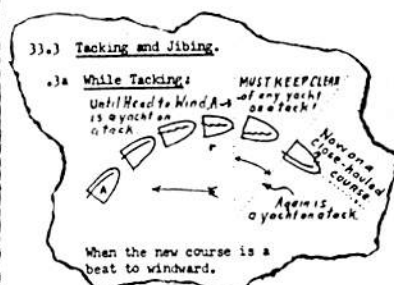 33.3 Tacking and Jibing.
.3a While Tacking:
Until Head to Wind, A
is a yacht on
a tack
MUST KEEP CLEAR
of any yacht
on a tack!
Now on a
close-hauled
course
Again is
a yacht on a tack.
A
When the new course is a
beat to windward.